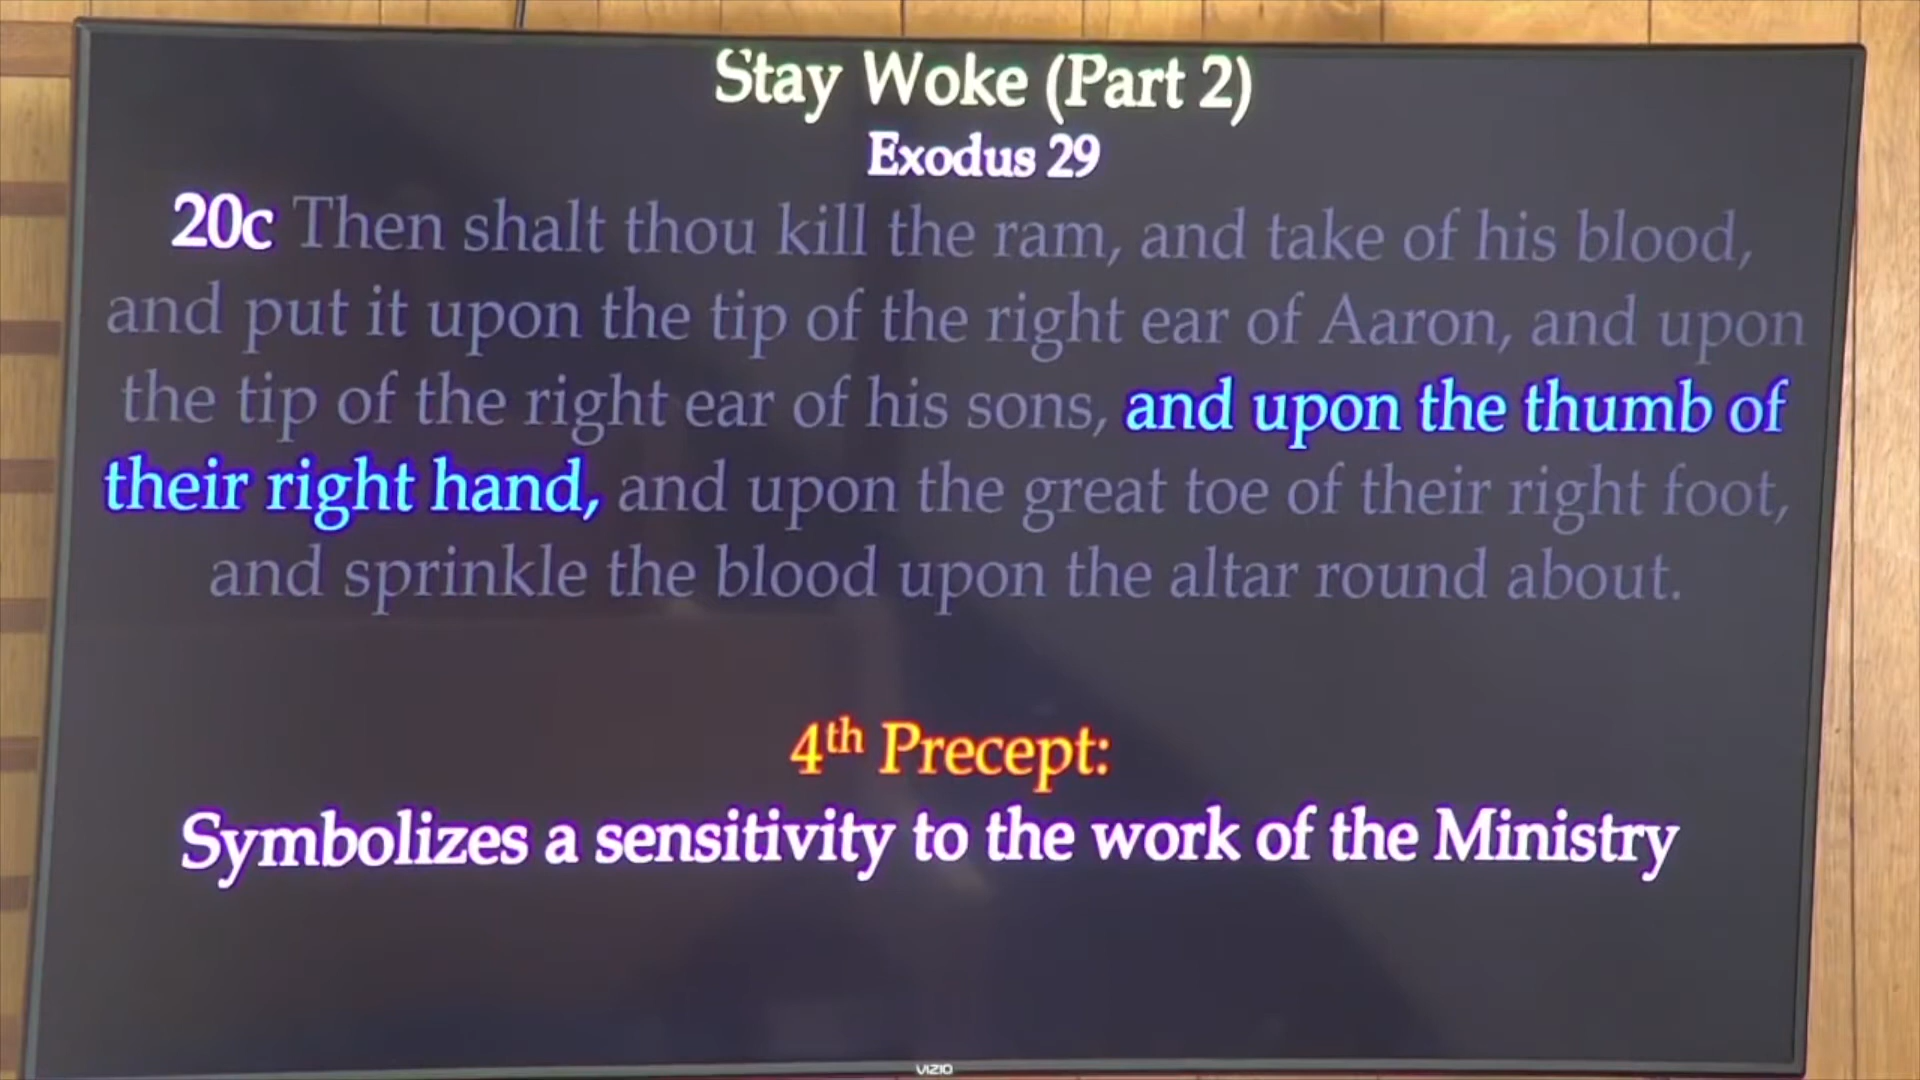 Stay Woke (Part 2)
Exodus 29
20c Then shalt thou kill the ram, and take of his blood,
and put it upon the tip of the right ear of Aaron, and upon
the tip of the right ear of his sons, and upon the thumb of
their right hand, and upon the great toe of their right foot,
and sprinkle the blood upon the altar round about.
4th Precept:
Symbolizes a sensitivity to the work of the Ministry
VIZIO